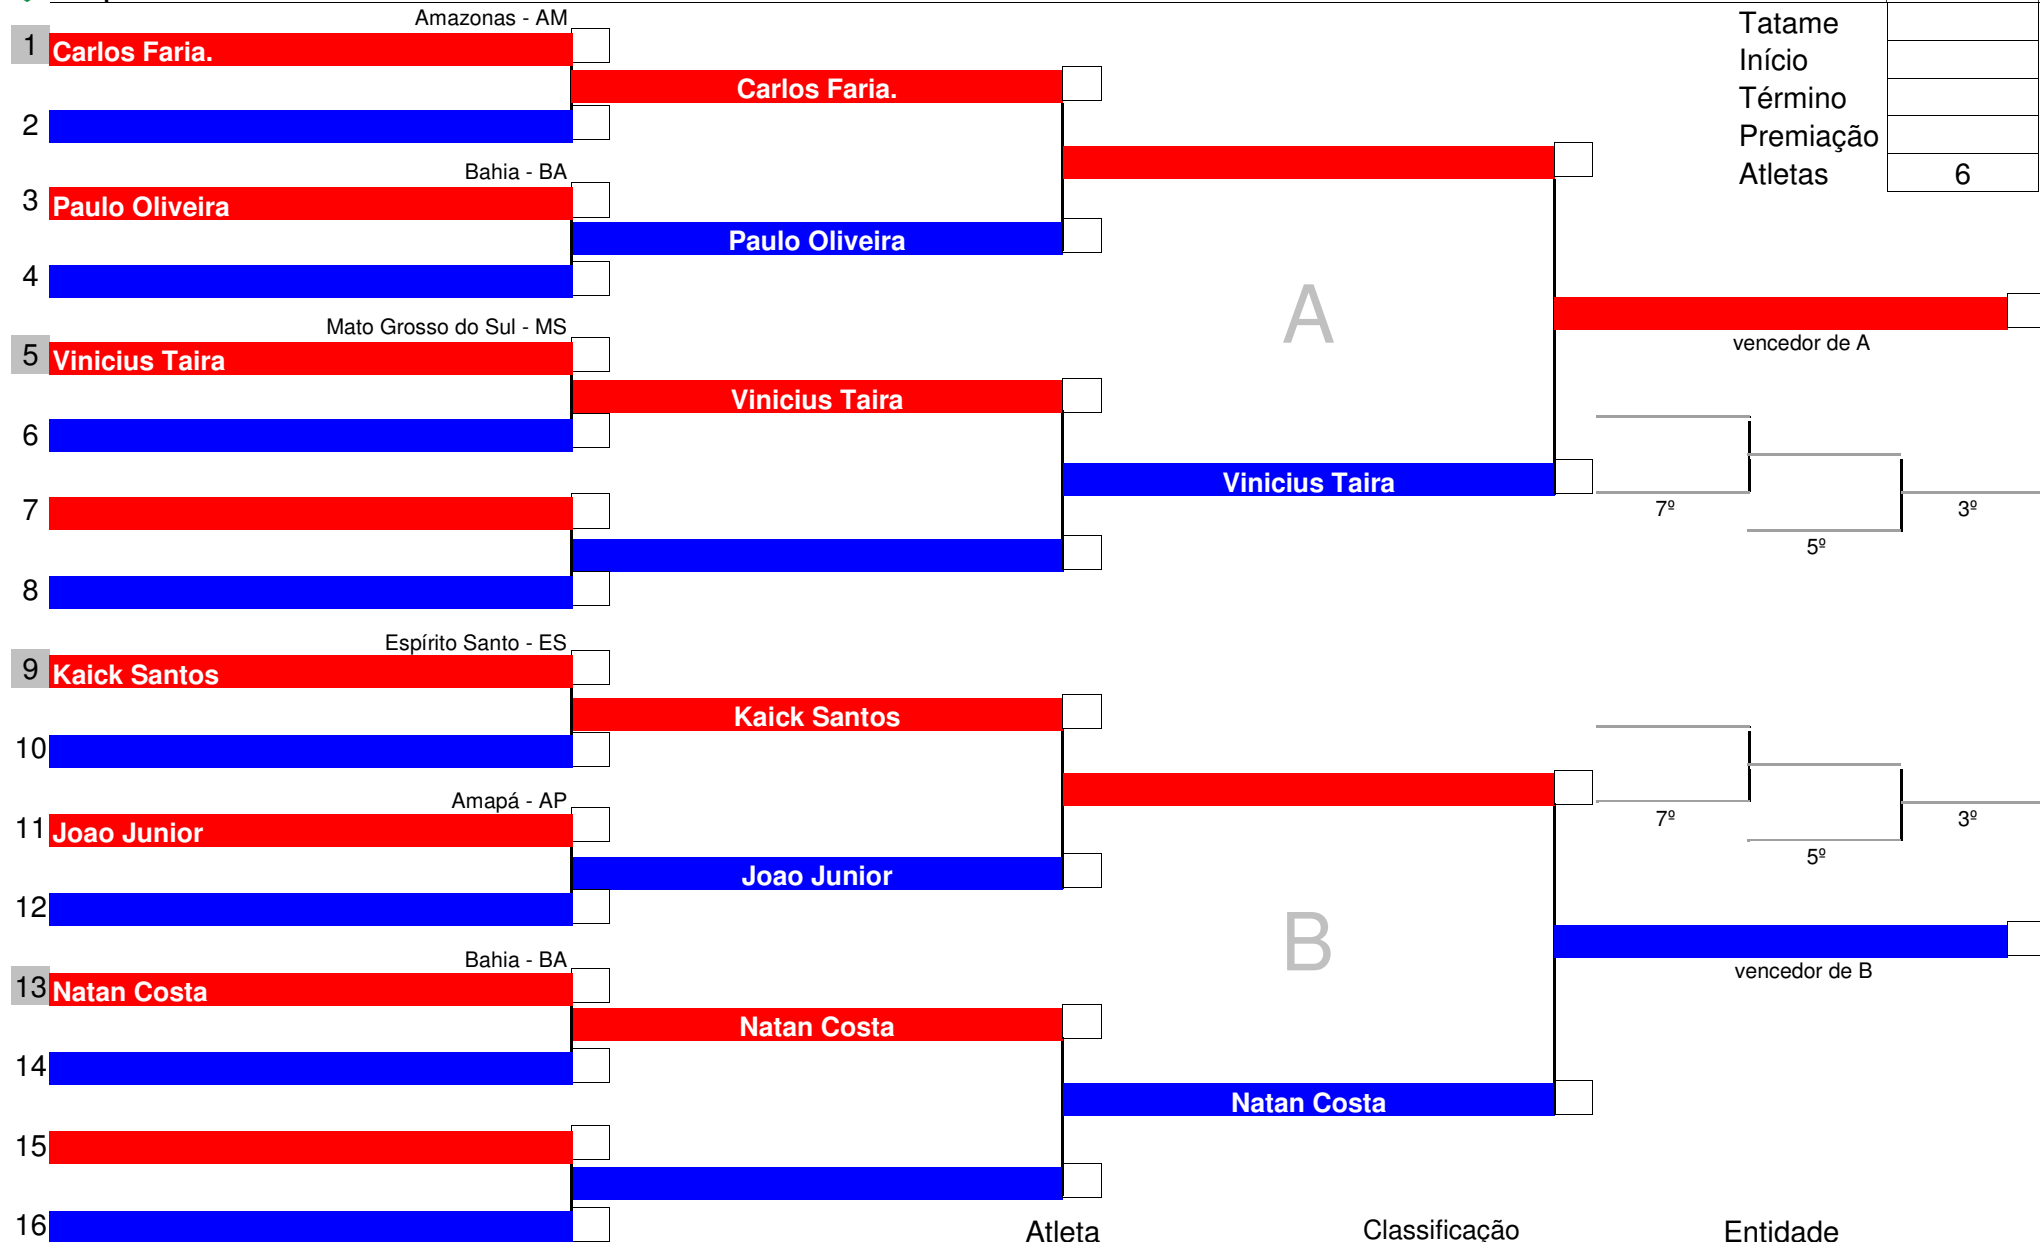 Amazonas - AM
1 Carlos Faria.
Carlos Faria.
2
Bahia - BA
3 Paulo Oliveira
Paulo Oliveira
4
Mato Grosso do Sul - MS
5 Vinicius Taira
Vinicius Taira
6
Vinicius Taira
7
8
Espírito Santo - ES
9 Kaick Santos
Kaick Santos
10
Amapá - AP
11 Joao Junior
Joao Junior
12
Bahia - BA
13 Natan Costa
Natan Costa
14
Natan Costa
15
16
A
B
Tatame
Início
Término
Premiação
Atletas 6
vencedor de A
7º
3º
5º
7º
3º
5º
vencedor de B
Atleta Classificação Entidade